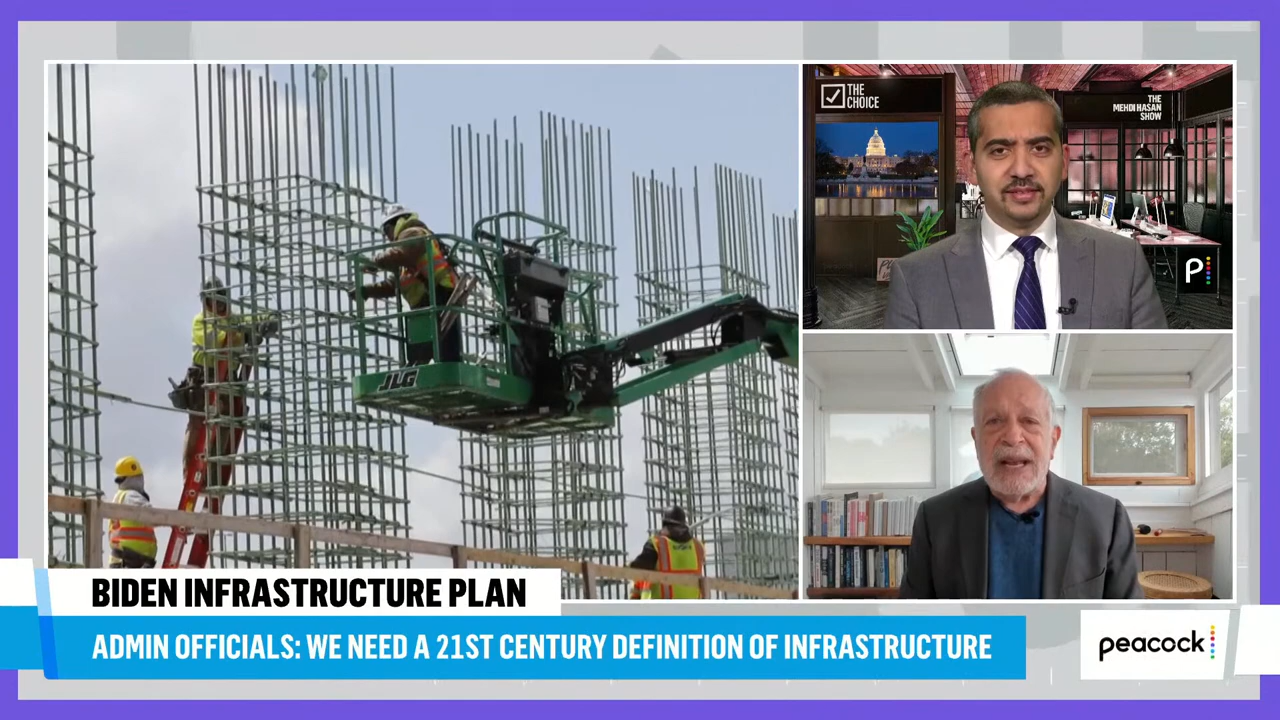 THE
CHOICE
THE
MEHDI HASAN
SHOW
P
JLG
BIDEN INFRASTRUCTURE PLAN
ADMIN OFFICIALS: WE NEED A 21ST CENTURY DEFINITION OF INFRASTRUCTURE
peacock